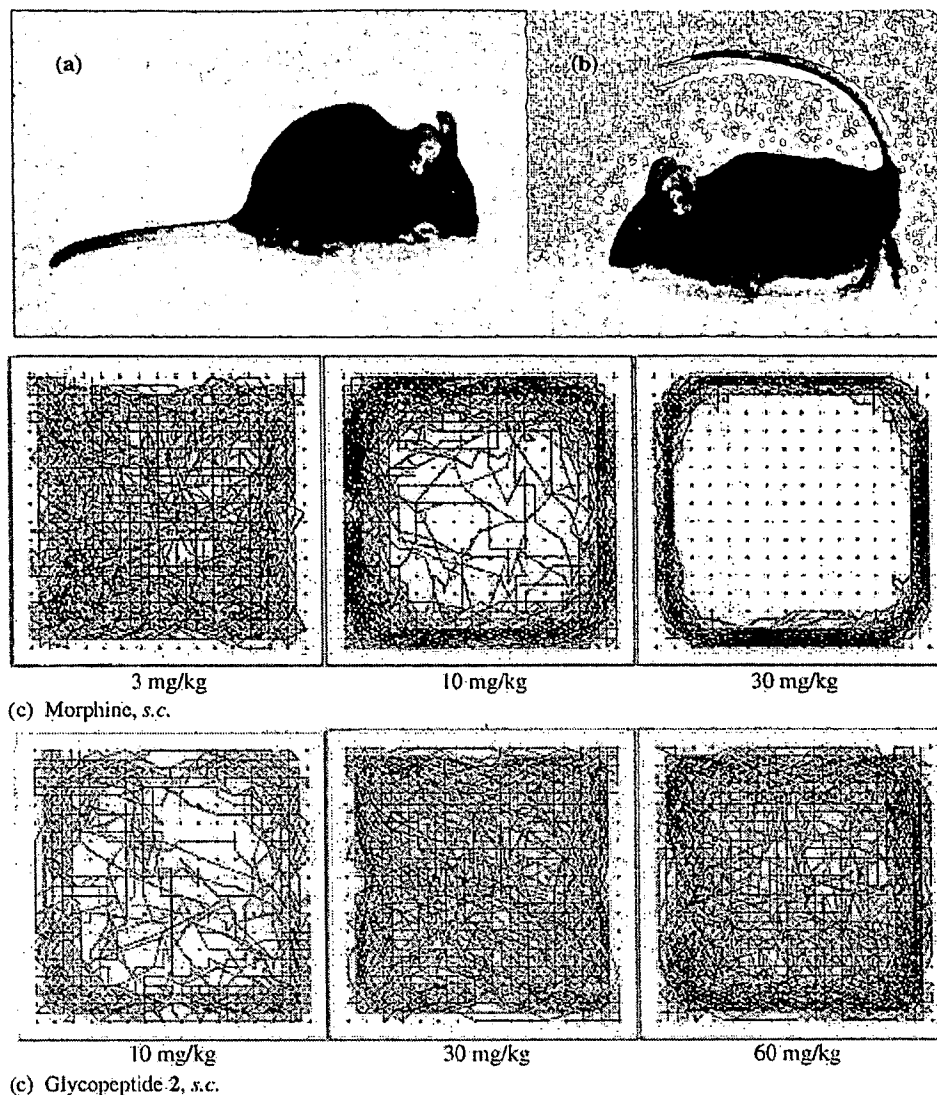 (a) (b)
3 mg/kg 10 mg/kg 30 mg/kg
(c) Morphine, s.c.
10 mg/kg 30 mg/kg 60 mg/kg
(c) Glycopeptide 2, s.c.